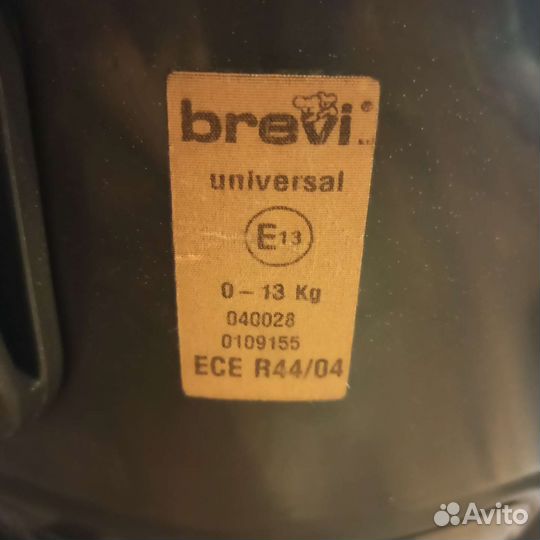 brevi®
universal
E13
0 – 13 Kg
040028
0109155
ECE R44/04
Avito